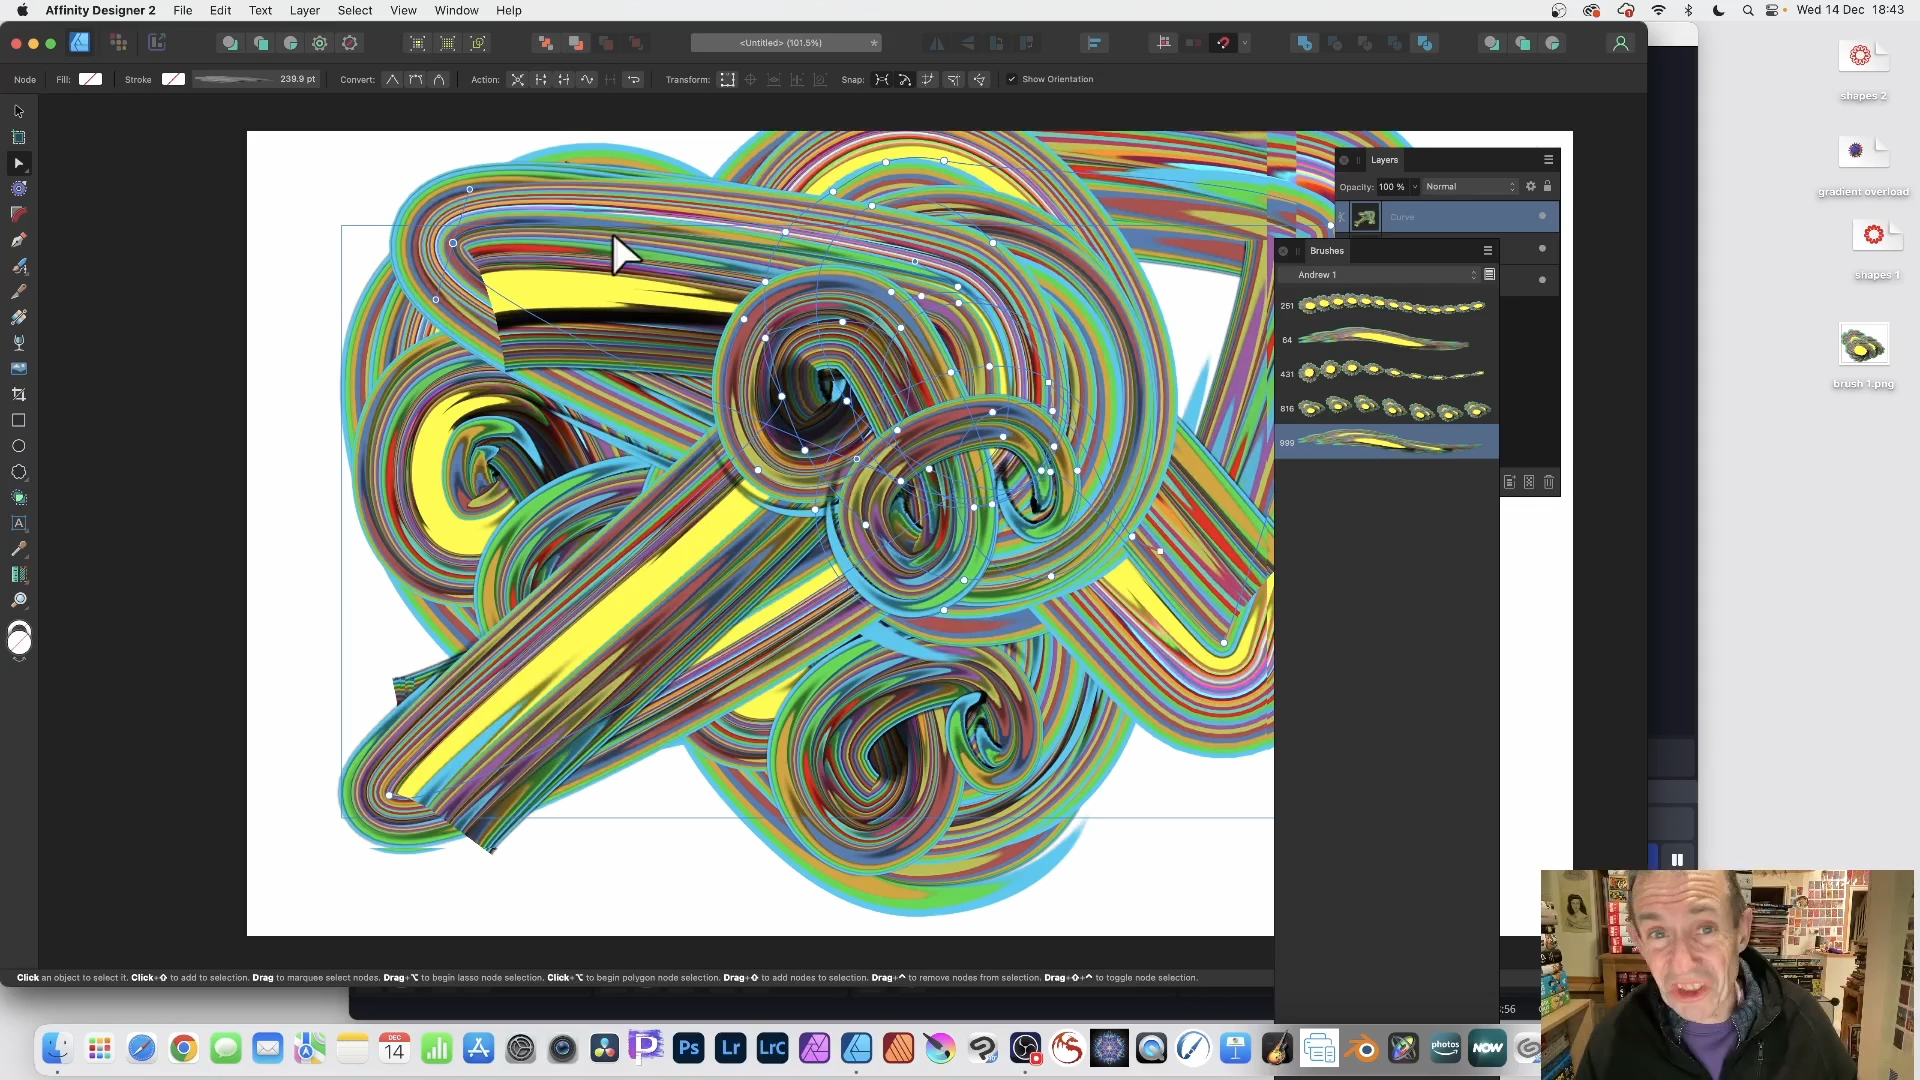 Affinity Designer 2 File Edit Text Layer Select View Window Help
Wed 14 Dec 18:43
<Untitled> (101.5%)
Node Fill: Stroke 239.9 pt Convert: Action: Transform: Snap: Show Orientation
shapes 2
Layers
Opacity: 100 % Normal
gradient overload
Curve
Brushes
Andrew 1
shapes 1
251
64
431
brush 1.png
816
999
Click an object to select it. Click+⇧ to add to selection. Drag to marquee select nodes. Drag+⌥ to begin lasso node selection. Click+⌥ to begin polygon node selection. Drag+⇧ to add nodes to selection. Drag+^ to remove nodes from selection. Drag+⇧+^ to toggle node selection.
:56
DEC
14
Ps Lr LrC
photos
NOW